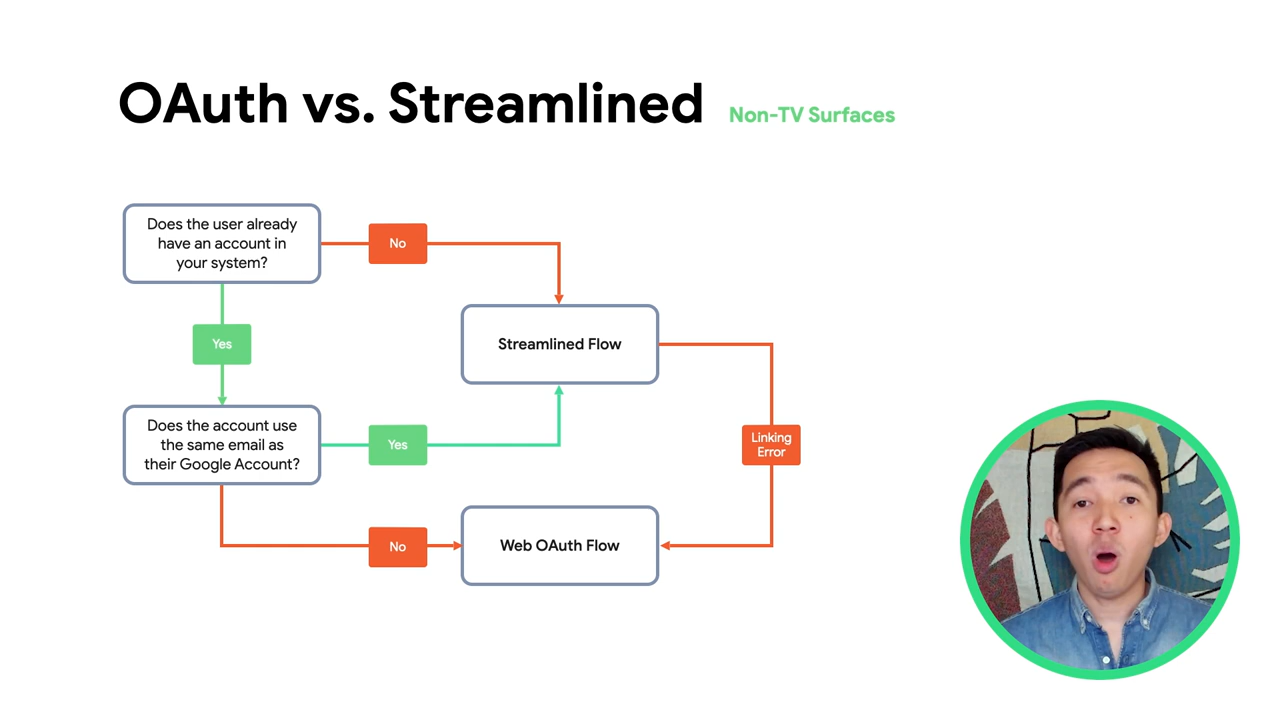 OAuth vs. Streamlined Non-TV Surfaces
Does the user already
have an account in
your system?
No
Yes
Streamlined Flow
Does the account use
the same email as
their Google Account?
Yes
Linking
Error
No
Web OAuth Flow